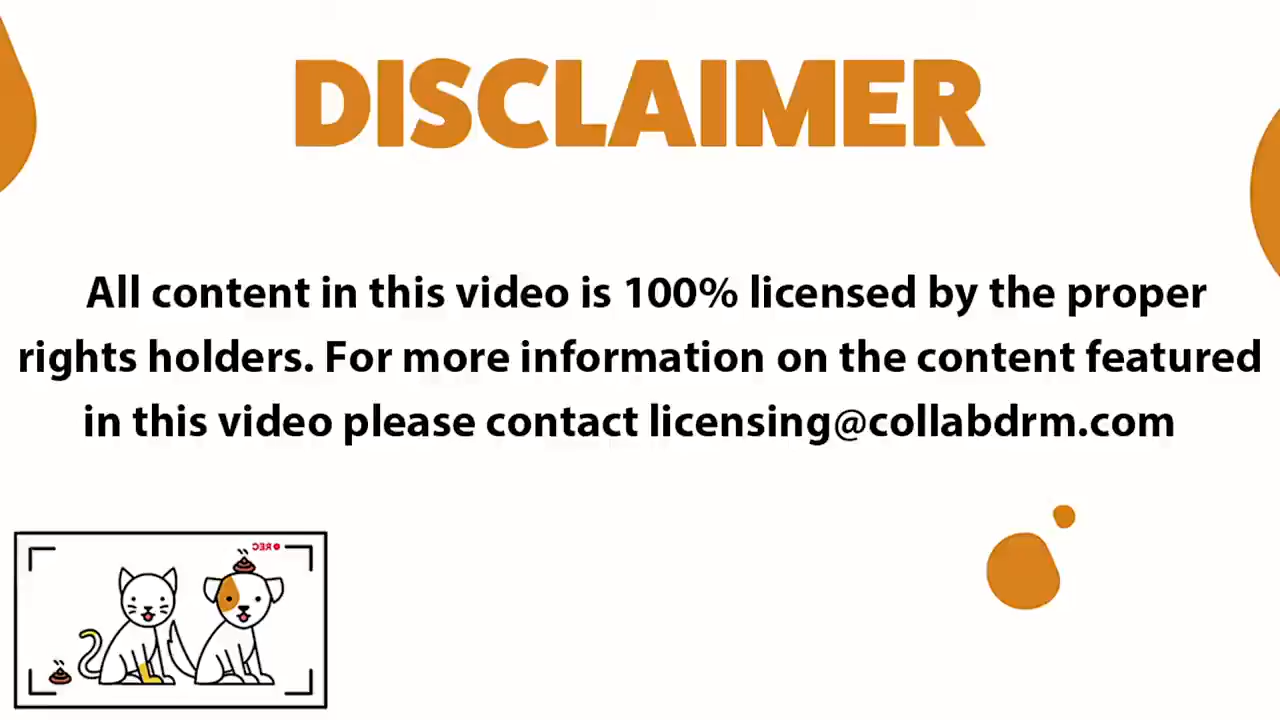 DISCLAIMER
All content in this video is 100% licensed by the proper
rights holders. For more information on the content featured
in this video please contact licensing@collabdrm.com
REC